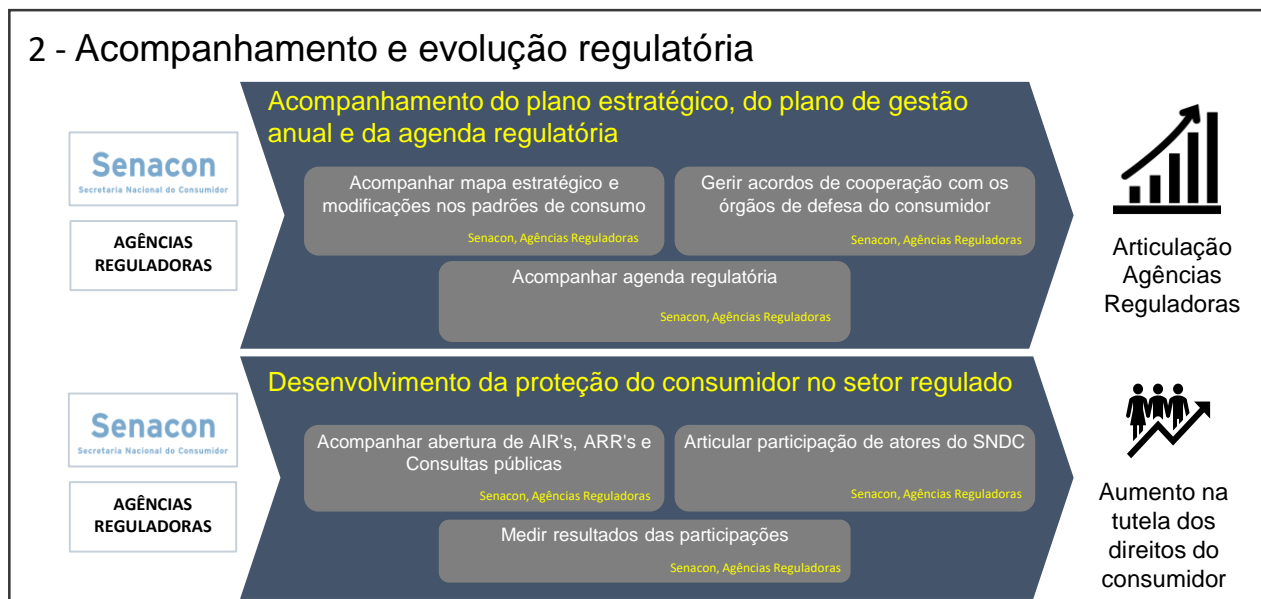 2 - Acompanhamento e evolução regulatória
Senacon
Secretaria Nacional do Consumidor
AGÊNCIAS
REGULADORAS
Acompanhamento do plano estratégico, do plano de gestão
anual e da agenda regulatória
Acompanhar mapa estratégico e
modificações nos padrões de consumo
Senacon, Agências Reguladoras
Gerir acordos de cooperação com os
órgãos de defesa do consumidor
Senacon, Agências Reguladoras
Acompanhar agenda regulatória
Senacon, Agências Reguladoras
Articulação
Agências
Reguladoras
Senacon
Secretaria Nacional do Consumidor
AGÊNCIAS
REGULADORAS
Desenvolvimento da proteção do consumidor no setor regulado
Acompanhar abertura de AIR's, ARR's e
Consultas públicas
Senacon, Agências Reguladoras
Articular participação de atores do SNDC
Senacon, Agências Reguladoras
Medir resultados das participações
Senacon, Agências Reguladoras
Aumento na
tutela dos
direitos do
consumidor